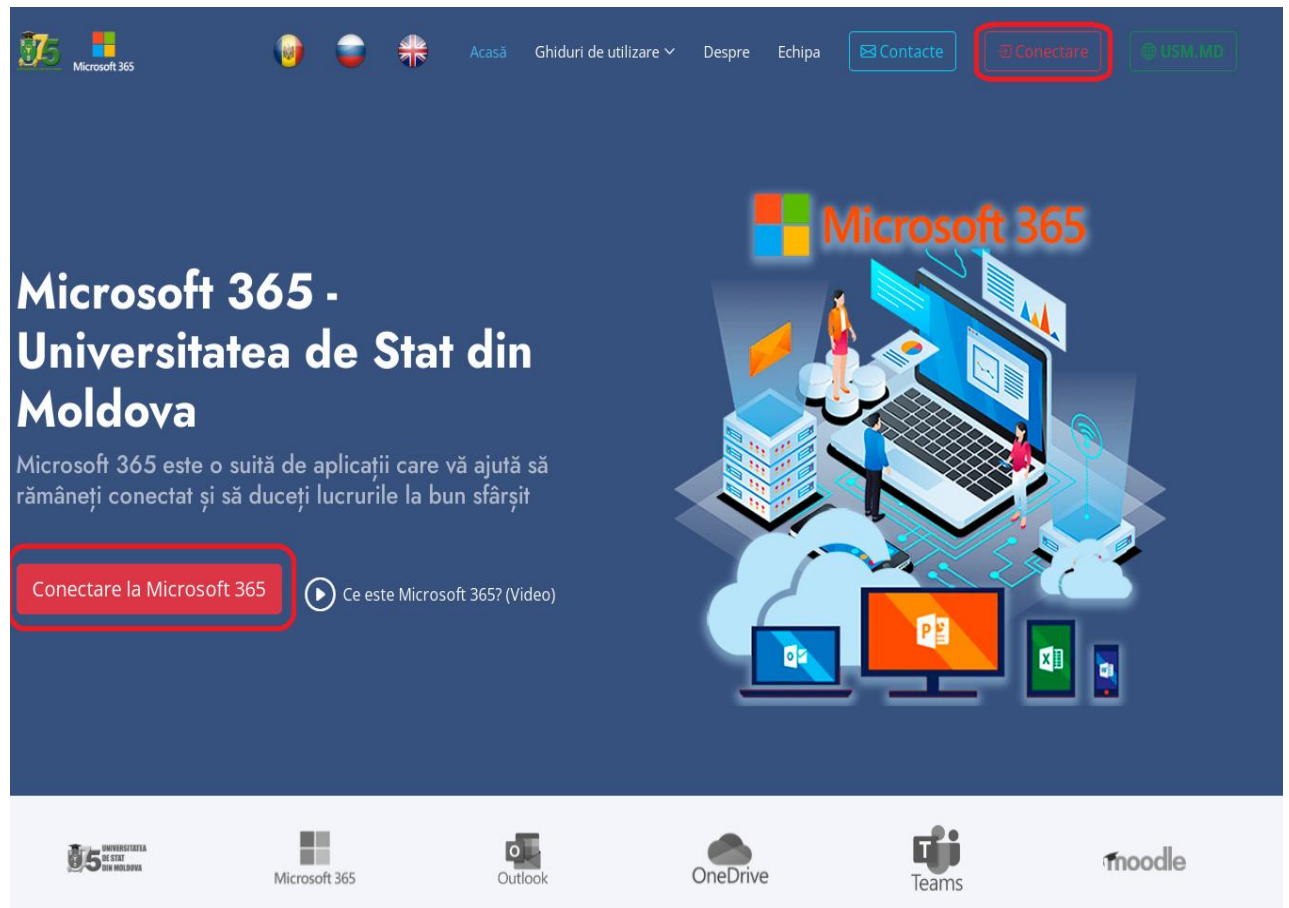 75 Microsoft 365
Acasă Ghiduri de utilizare Despre Echipa Contacte Conectare USM.MD
Microsoft 365
Microsoft 365 -
Universitatea de Stat din
Moldova
Microsoft 365 este o suită de aplicații care vă ajută să
rămâneți conectat și să duceți lucrurile la bun sfârșit
Conectare la Microsoft 365
Ce este Microsoft 365? (Video)
75 UNIVERSITATEA
DE STAT
DIN MOLDOVA
Microsoft 365
Outlook
OneDrive
Teams
moodle